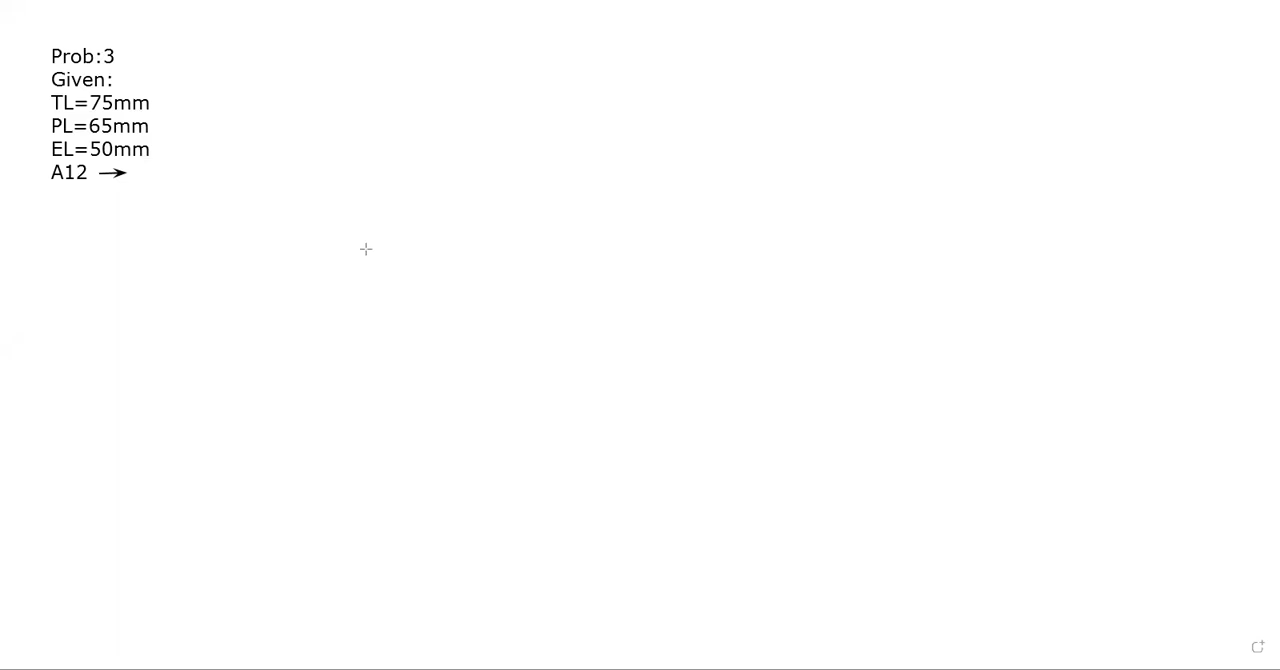 Prob:3
Given:
TL=75mm
PL=65mm
EL=50mm
A12 →